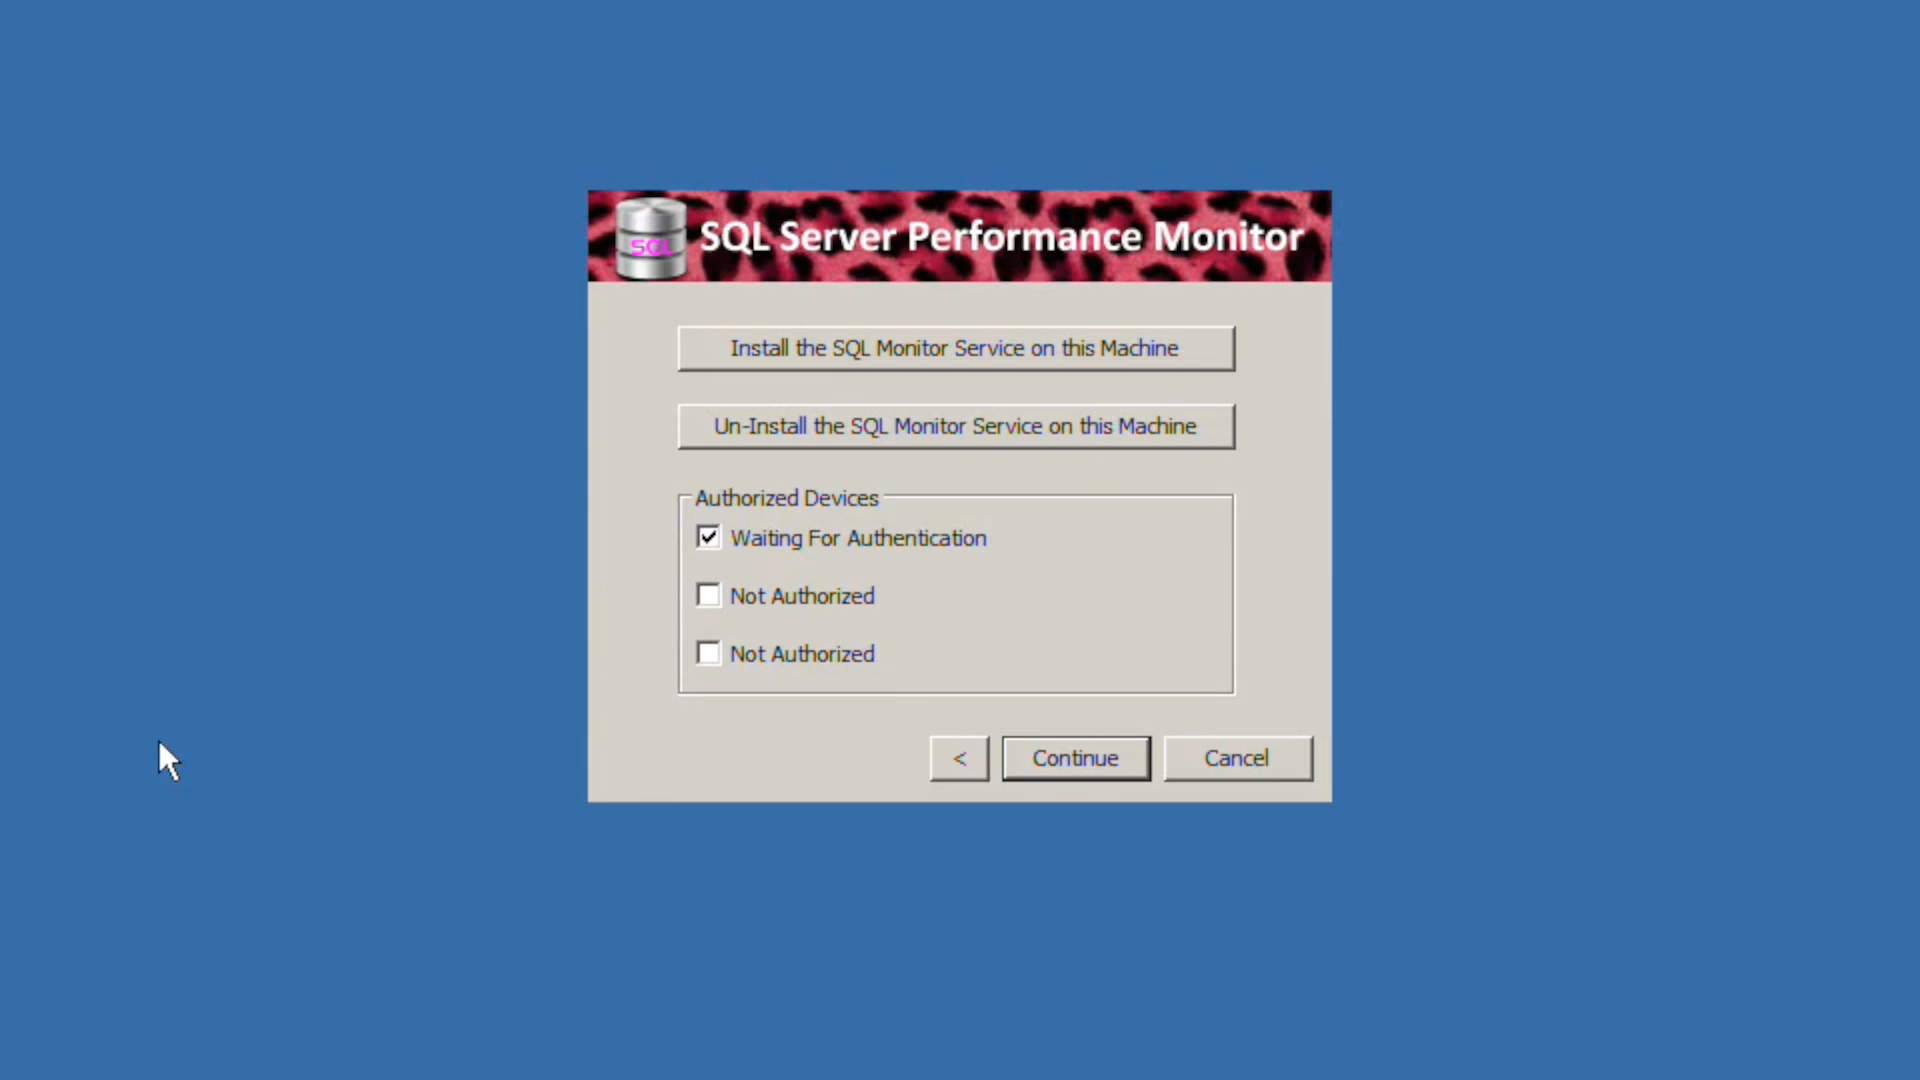 SQL
SQL Server Performance Monitor
Install the SQL Monitor Service on this Machine
Un-Install the SQL Monitor Service on this Machine
Authorized Devices
Waiting For Authentication
Not Authorized
Not Authorized
<
Continue
Cancel